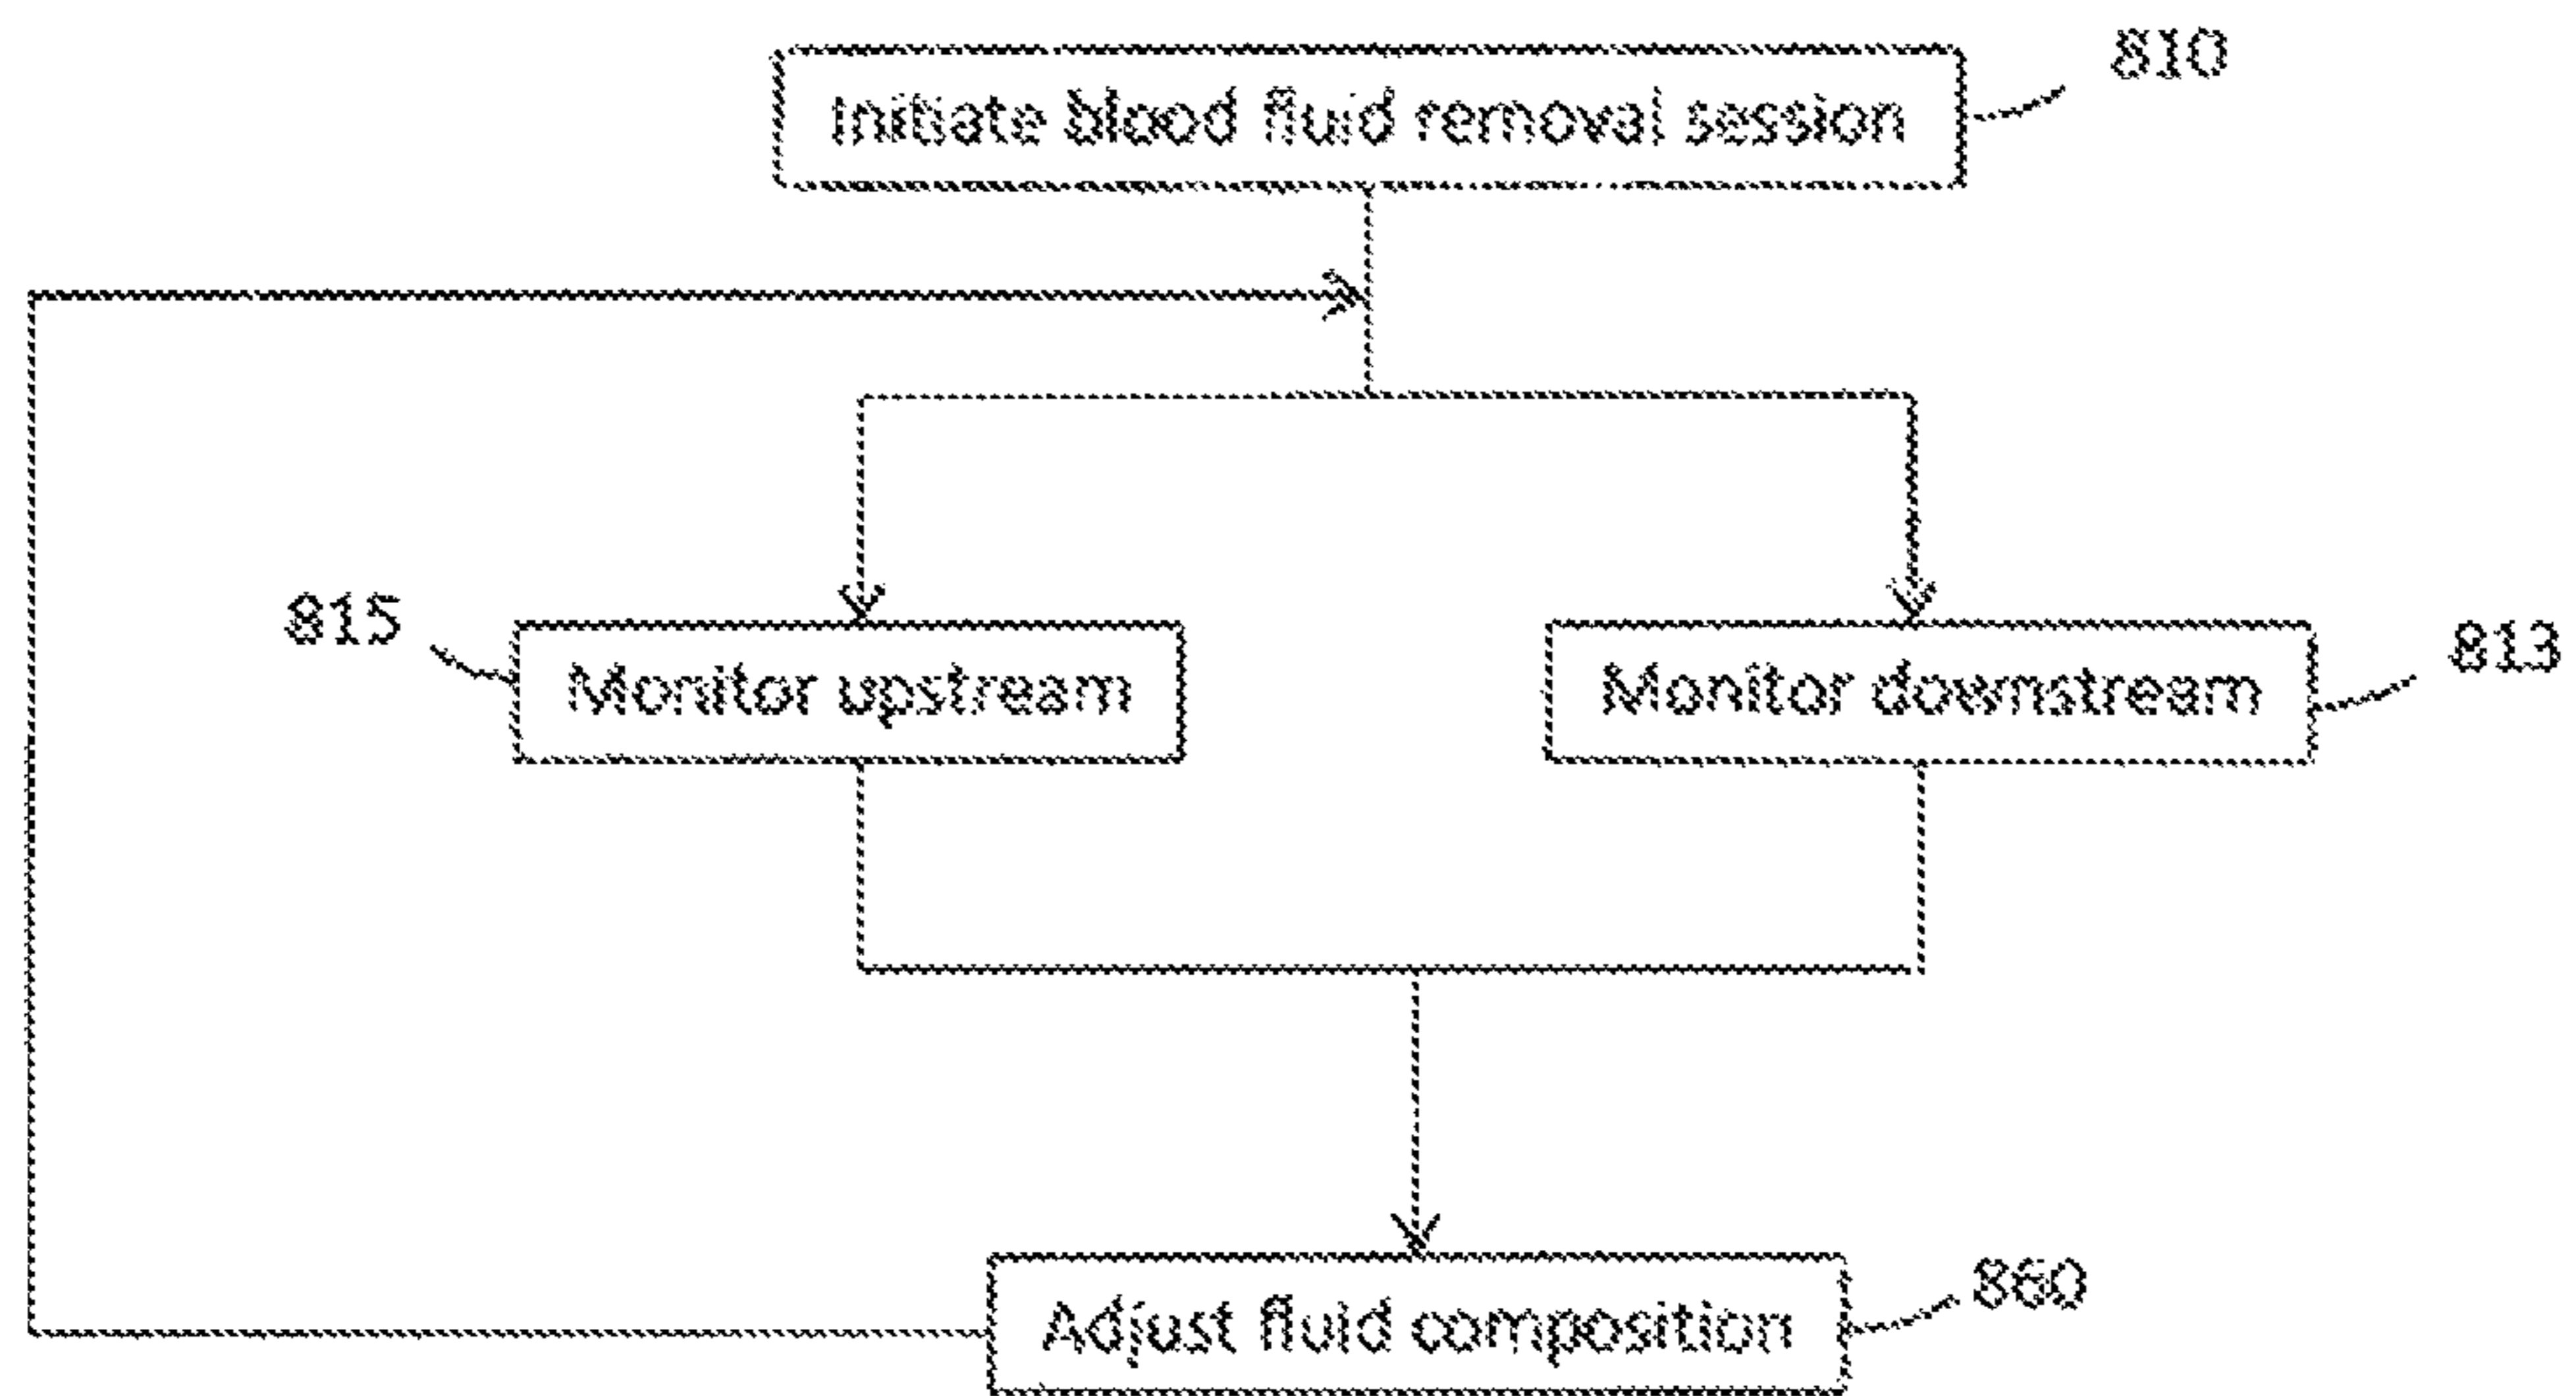 810
Initiate blood fluid removal session
815
Monitor upstream
Monitor downstream
813
860
Adjust fluid composition